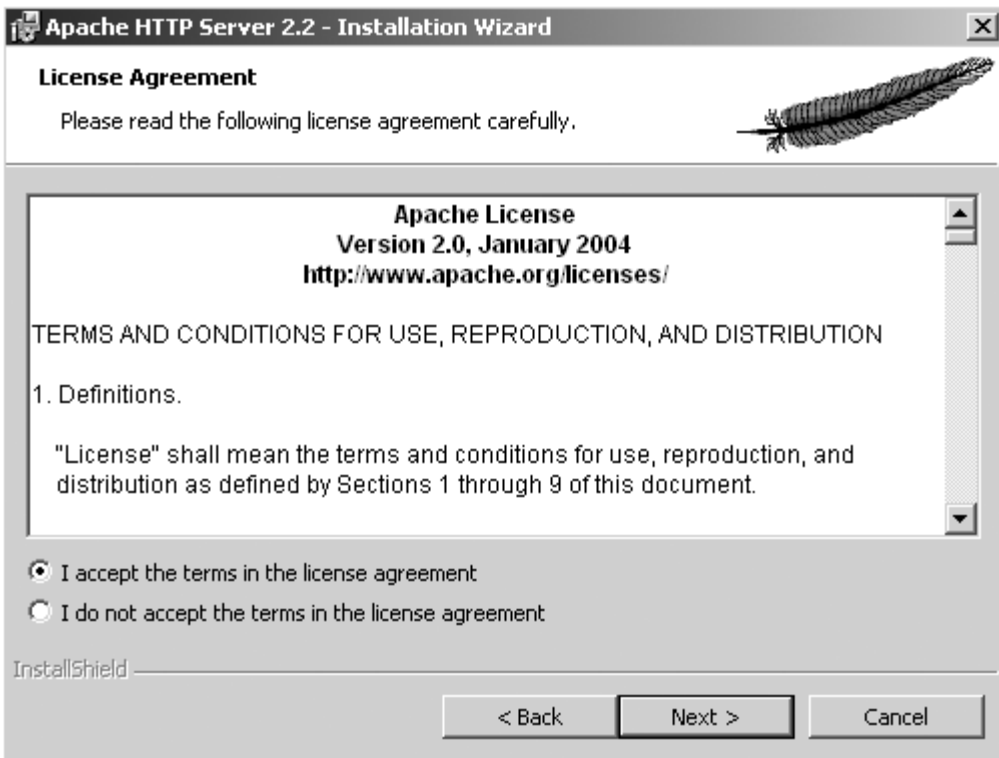 Apache HTTP Server 2.2 - Installation Wizard
License Agreement
Please read the following license agreement carefully.
Apache License
Version 2.0, January 2004
http://www.apache.org/licenses/
TERMS AND CONDITIONS FOR USE, REPRODUCTION, AND DISTRIBUTION
1. Definitions.
"License" shall mean the terms and conditions for use, reproduction, and
distribution as defined by Sections 1 through 9 of this document.
I accept the terms in the license agreement
I do not accept the terms in the license agreement
InstallShield
< Back Next > Cancel